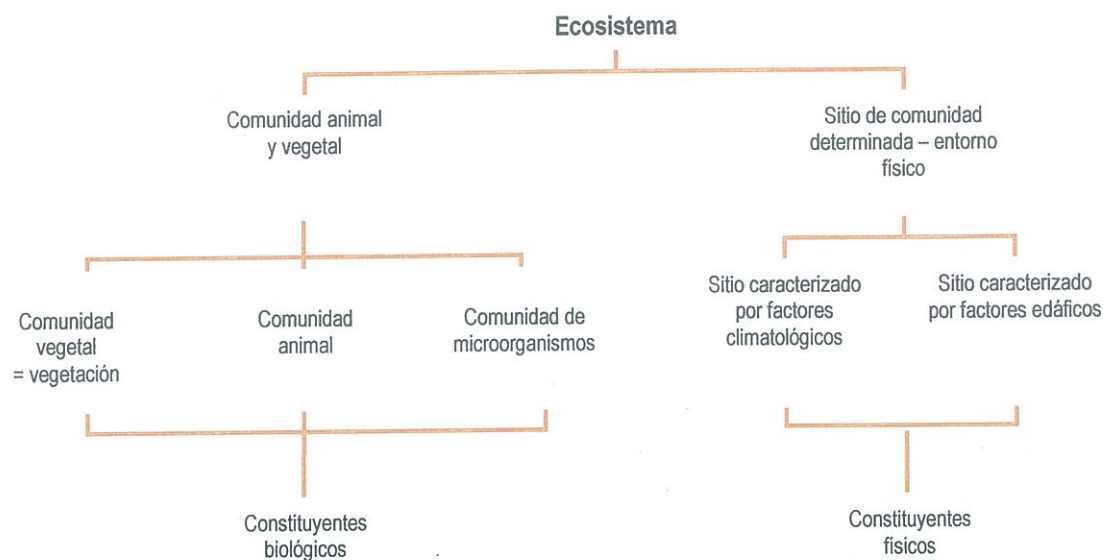 Ecosistema
Comunidad animal
y vegetal
Sitio de comunidad
determinada – entorno
físico
Comunidad
vegetal
= vegetación
Comunidad
animal
Comunidad de
microorganismos
Sitio caracterizado
por factores
climatológicos
Sitio caracterizado
por factores edáficos
Constituyentes
biológicos
Constituyentes
físicos